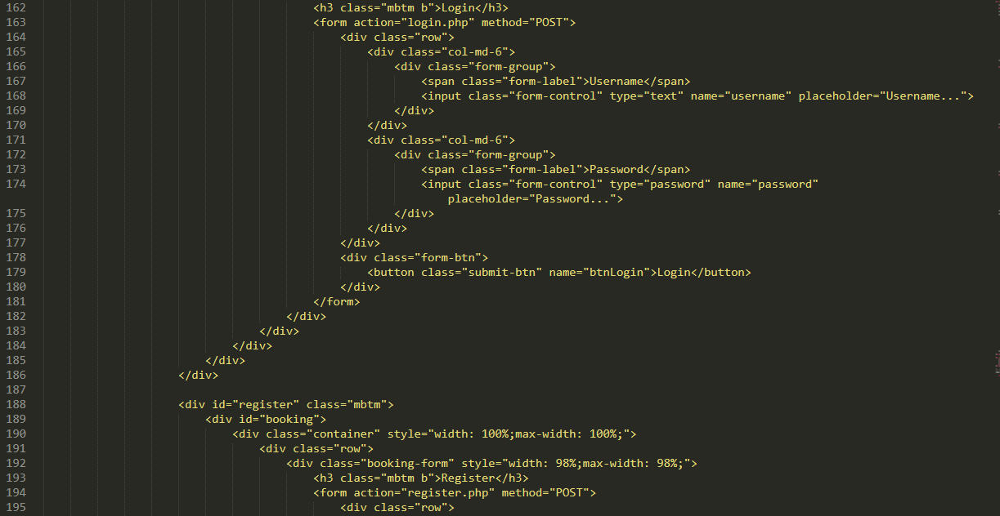 162 <h3 class="mbtm b">Login</h3>
163 <form action="login.php" method="POST">
164 <div class="row">
165 <div class="col-md-6">
166 <div class="form-group">
167 <span class="form-label">Username</span>
168 <input class="form-control" type="text" name="username" placeholder="Username...">
169 </div>
170 </div>
171 <div class="col-md-6">
172 <div class="form-group">
173 <span class="form-label">Password</span>
174 <input class="form-control" type="password" name="password"
placeholder="Password...">
175 </div>
176 </div>
177 </div>
178 <div class="form-btn">
179 <button class="submit-btn" name="btnLogin">Login</button>
180 </div>
181 </form>
182 </div>
183 </div>
184 </div>
185 </div>
186 </div>
187
188 <div id="register" class="mbtm">
189 <div id="booking">
190 <div class="container" style="width: 100%;max-width: 100%;">
191 <div class="row">
192 <div class="booking-form" style="width: 98%;max-width: 98%;">
193 <h3 class="mbtm b">Register</h3>
194 <form action="register.php" method="POST">
195 <div class="row">